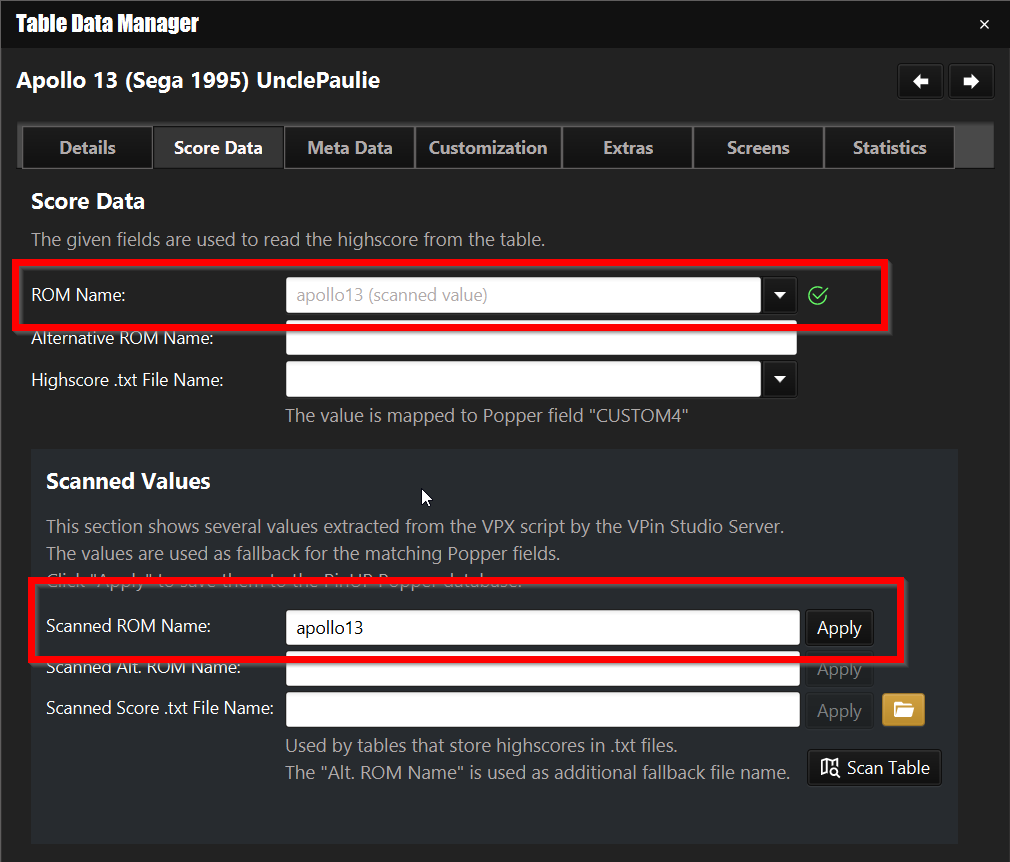 Table Data Manager
Apollo 13 (Sega 1995) UnclePaulie
Details Score Data Meta Data Customization Extras Screens Statistics
Score Data
The given fields are used to read the highscore from the table.
ROM Name: apollo13 (scanned value)
Alternative ROM Name:
Highscore .txt File Name:
The value is mapped to Popper field "CUSTOM4"
Scanned Values
This section shows several values extracted from the VPX script by the VPin Studio Server.
The values are used as fallback for the matching Popper fields.
Click "Apply" to save them to the PinUP Popper database.
Scanned ROM Name: apollo13 Apply
Scanned Alt. ROM Name: Apply
Scanned Score .txt File Name: Apply
Used by tables that store highscores in .txt files.
The "Alt. ROM Name" is used as additional fallback file name.
Scan Table